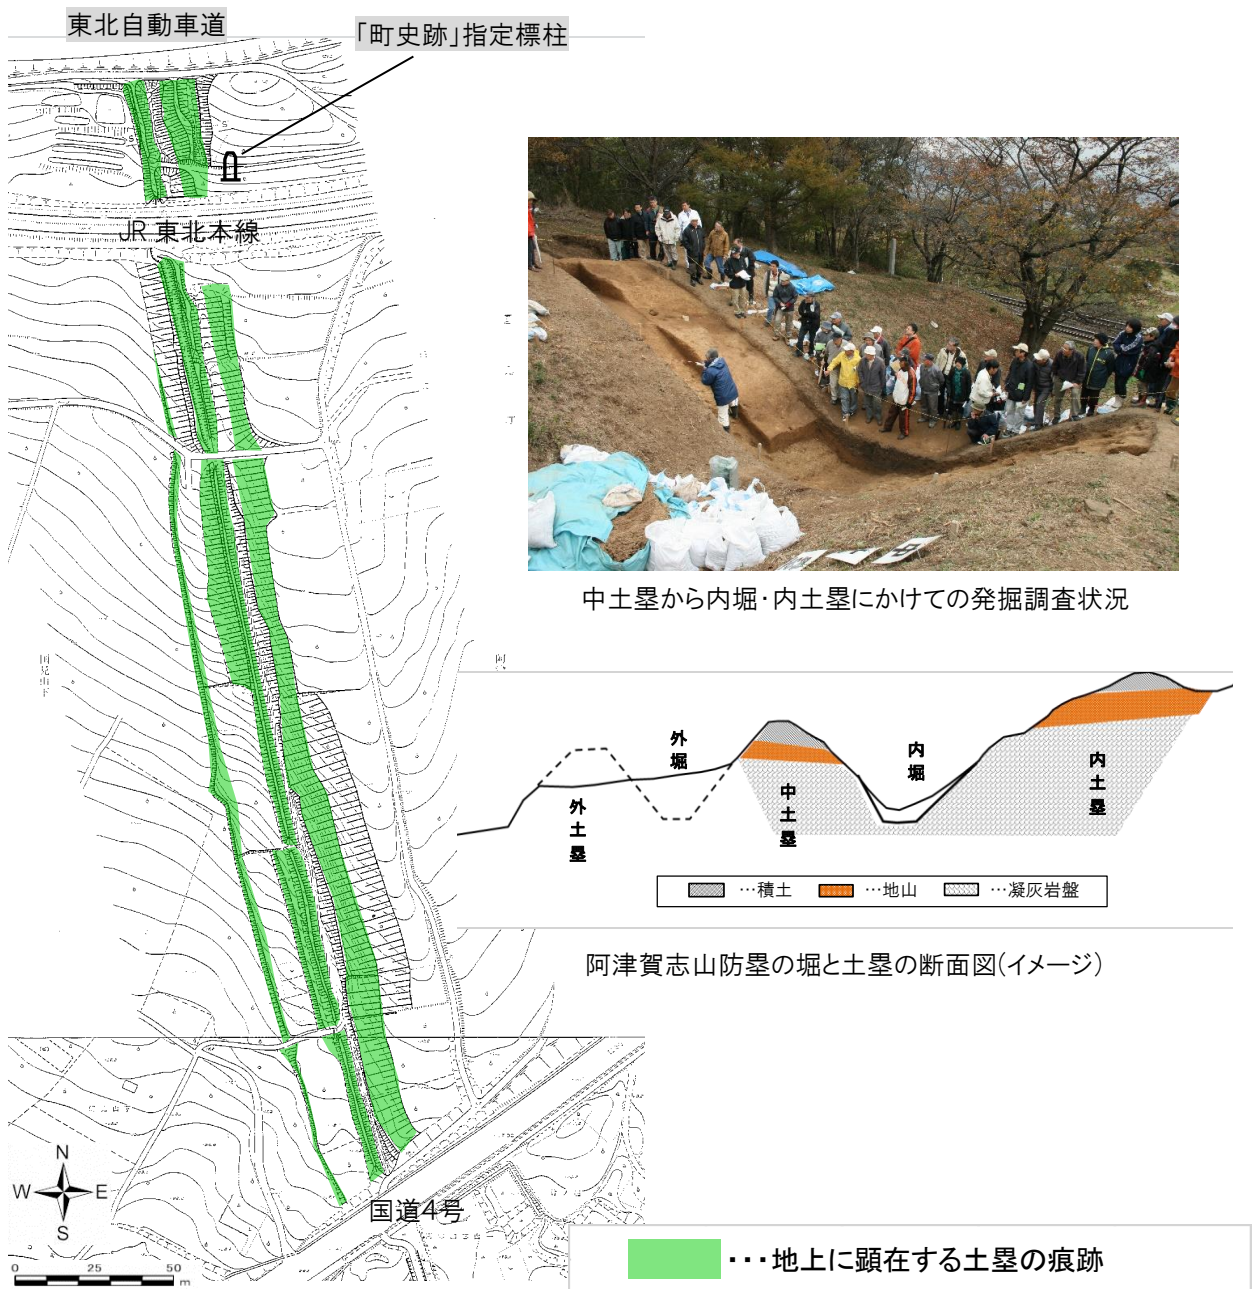 東北自動車道
「町史跡」指定標柱
JR 東北本線
中土塁から内堀・内土塁にかけての発掘調査状況
外堀
内堀
外土塁
中土塁
内土塁
…積土 …地山 …凝灰岩盤
阿津賀志山防塁の堀と土塁の断面図(イメージ)
N
W E
S
国道4号
0 25 50 m
・・・地上に顕在する土塁の痕跡